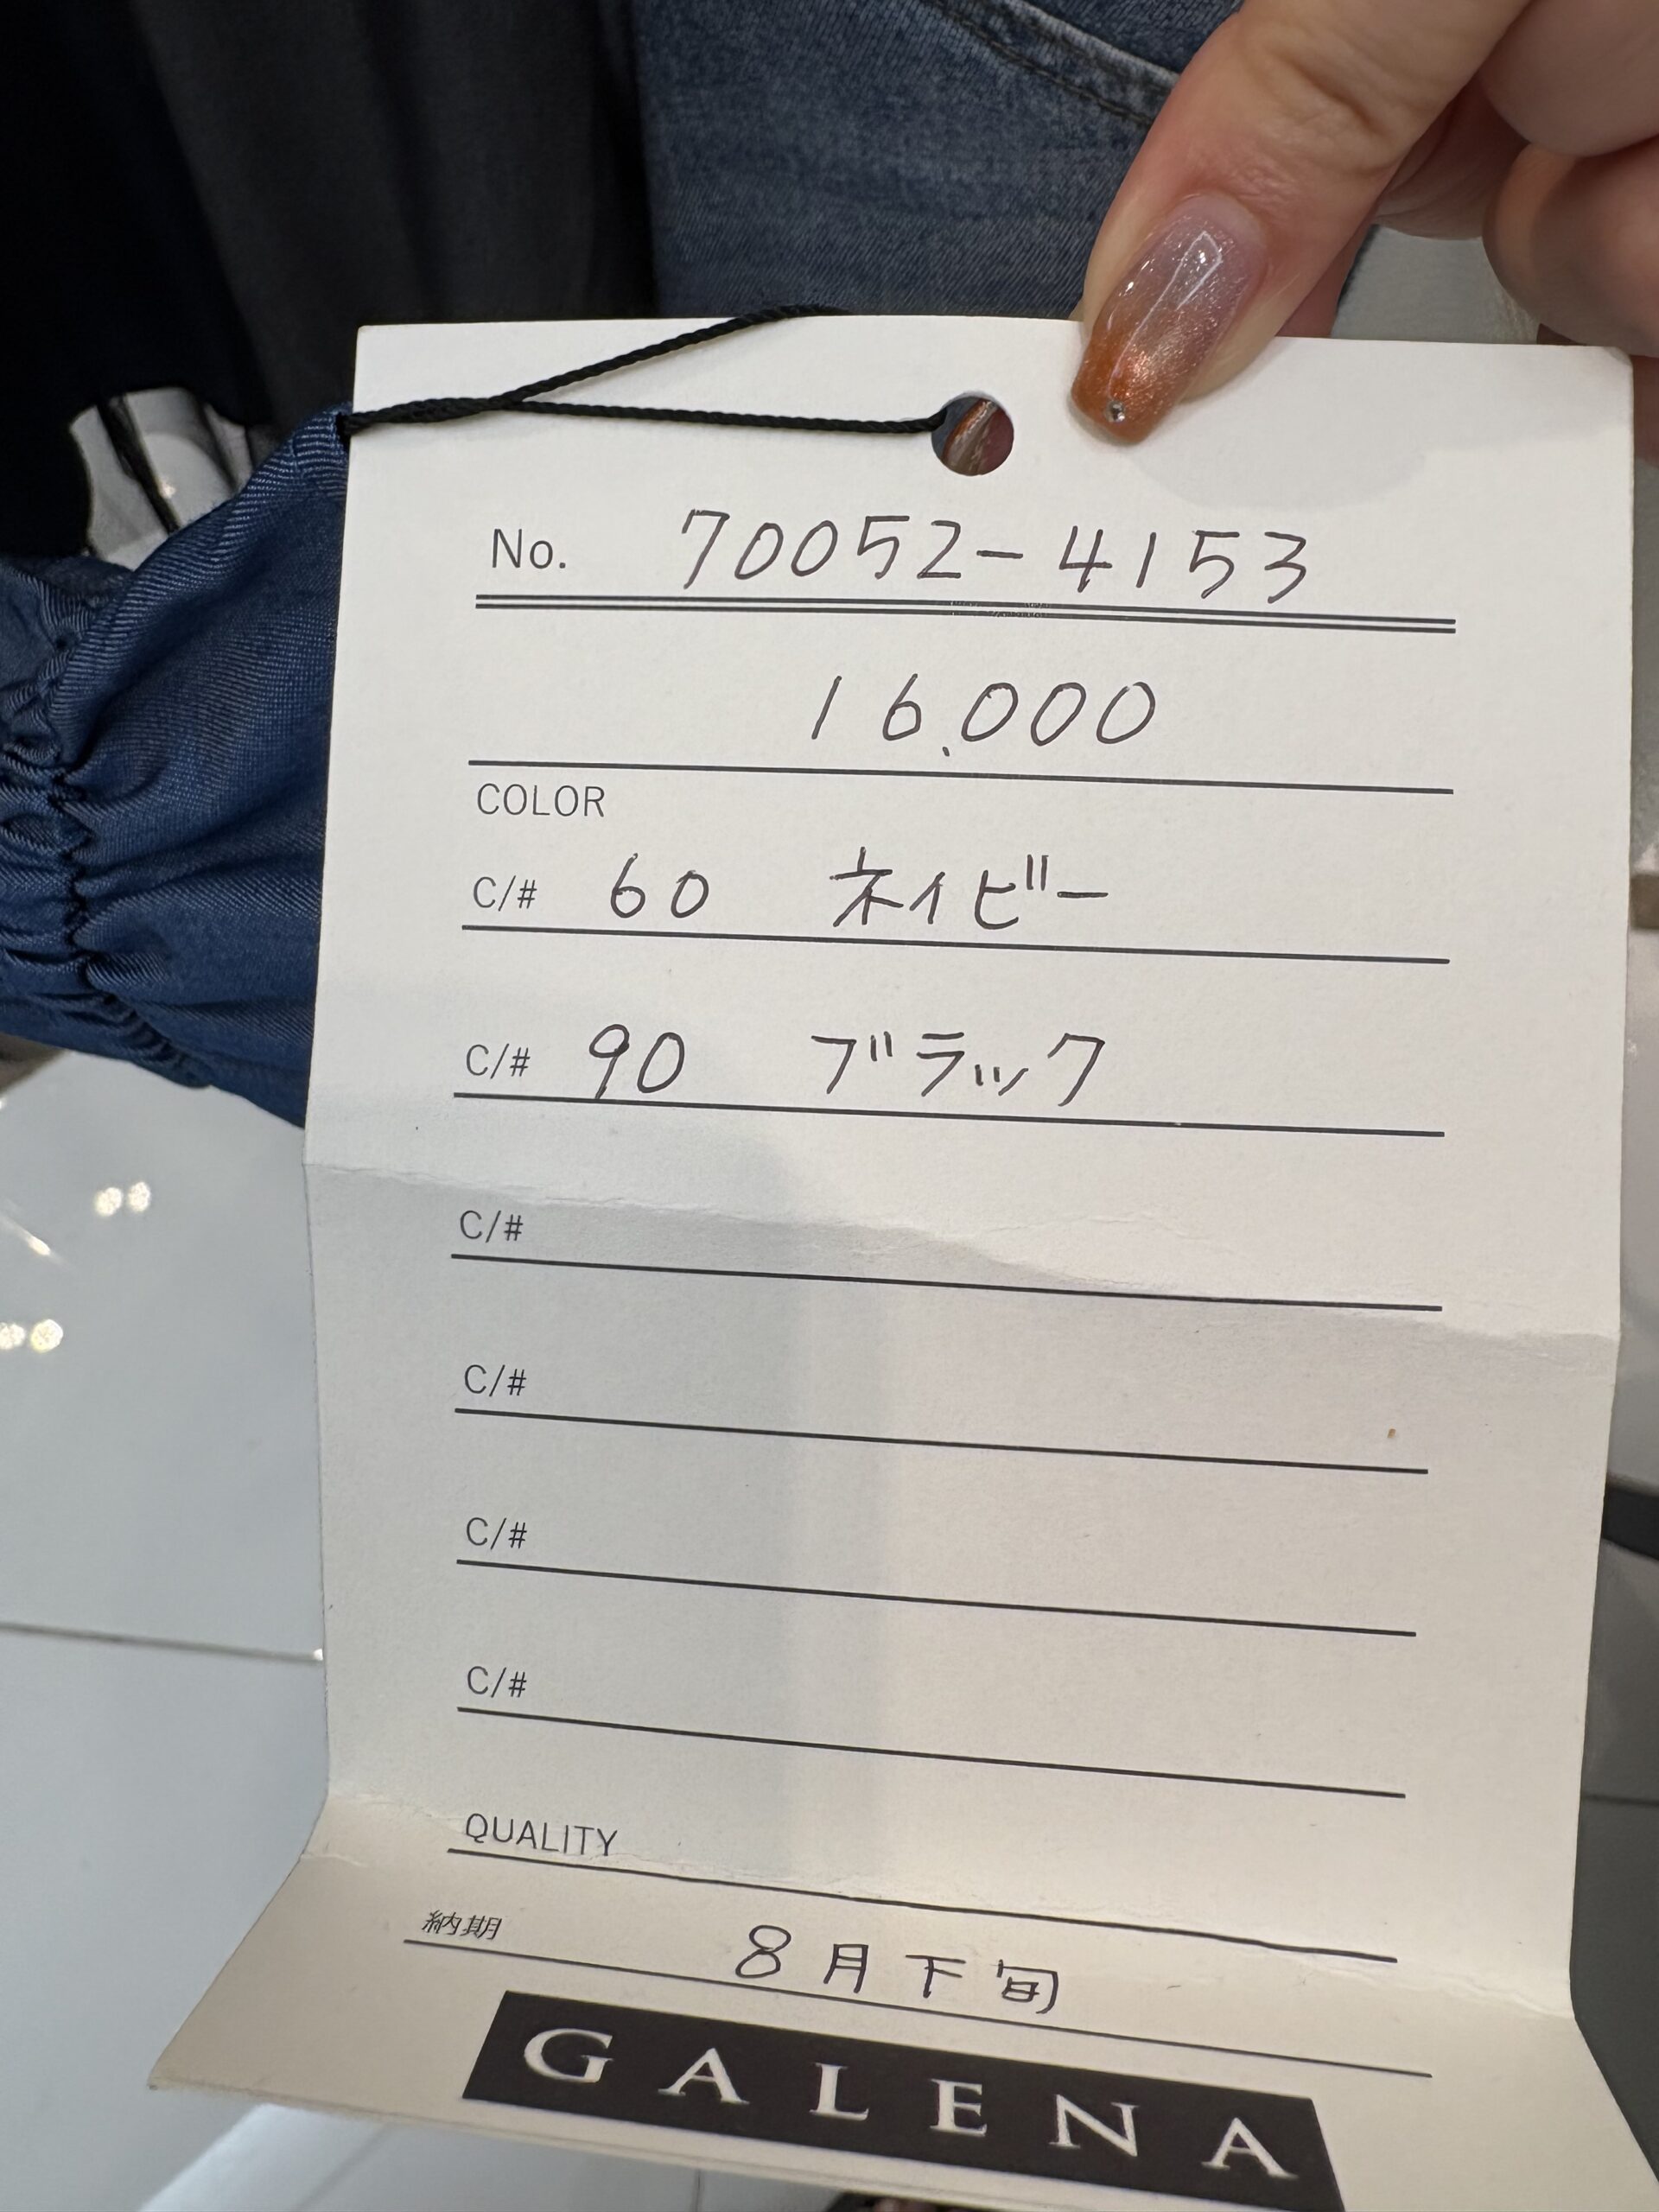 No. 70052-4153
16,000
COLOR
C/# 60 ネイビー
C/# 90 ブラック
C/#
C/#
C/#
C/#
QUALITY
納期 8月下旬
GALENA